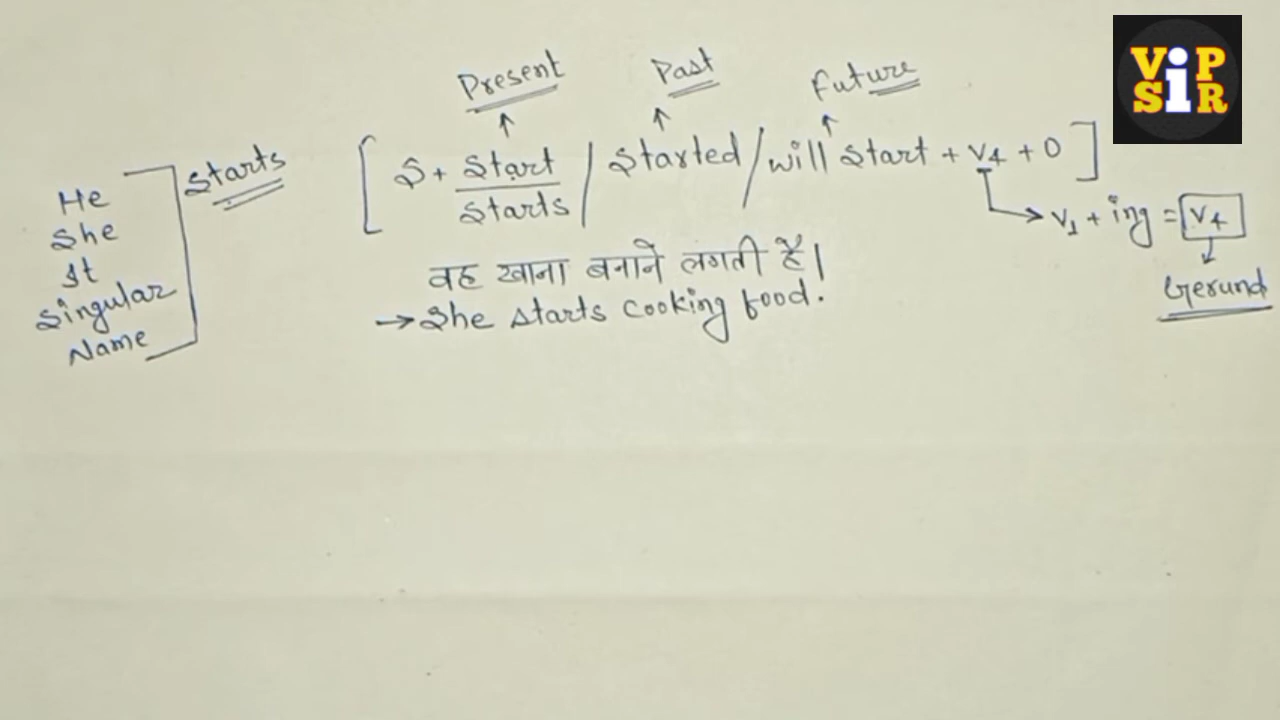 ViP
SiR
Present Past Future
[ S + Start / Started / will Start + V4 + O ]
Starts
V1 + ing = V4
Gerund
He
She
It
Singular
Name
Starts
वह खाना बनाने लगती है|
→ She starts cooking food.